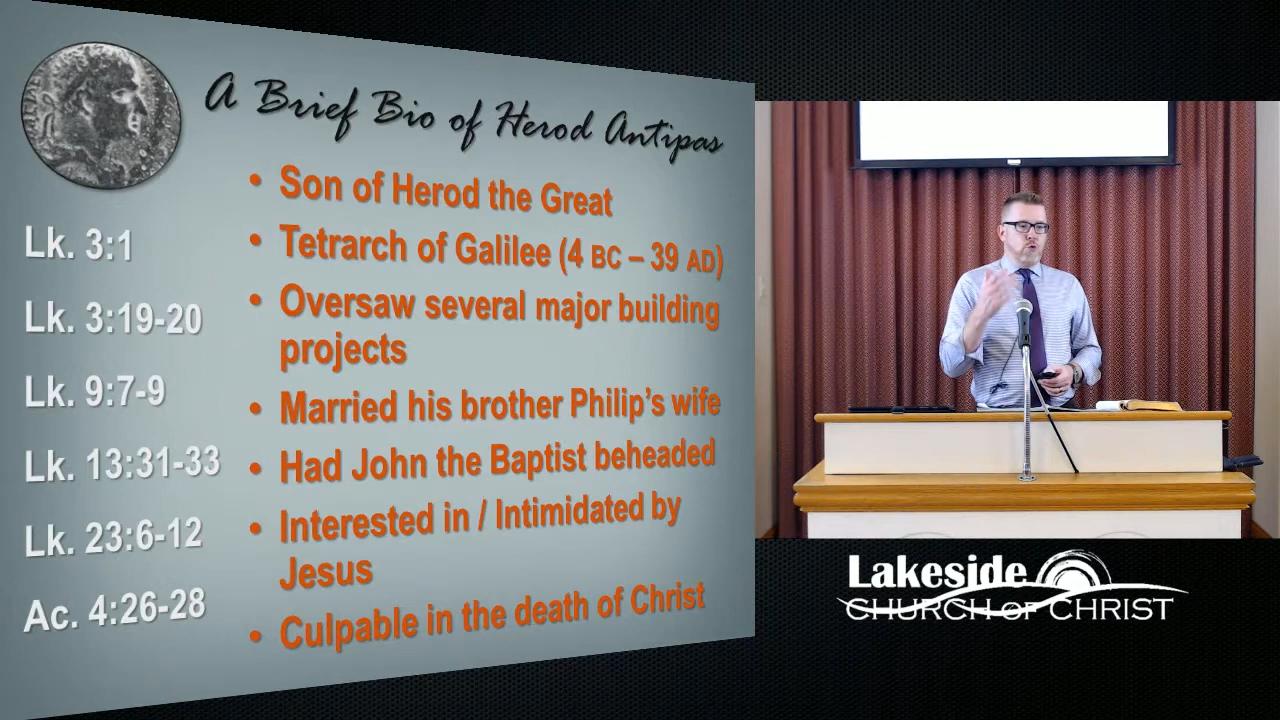 A Brief Bio of Herod Antipas
Lk. 3:1
Lk. 3:19-20
Lk. 9:7-9
Lk. 13:31-33
Lk. 23:6-12
Ac. 4:26-28
• Son of Herod the Great
• Tetrarch of Galilee (4 BC – 39 AD)
• Oversaw several major building
projects
• Married his brother Philip's wife
• Had John the Baptist beheaded
• Interested in / Intimidated by
Jesus
• Culpable in the death of Christ
Lakeside
CHURCH OF CHRIST